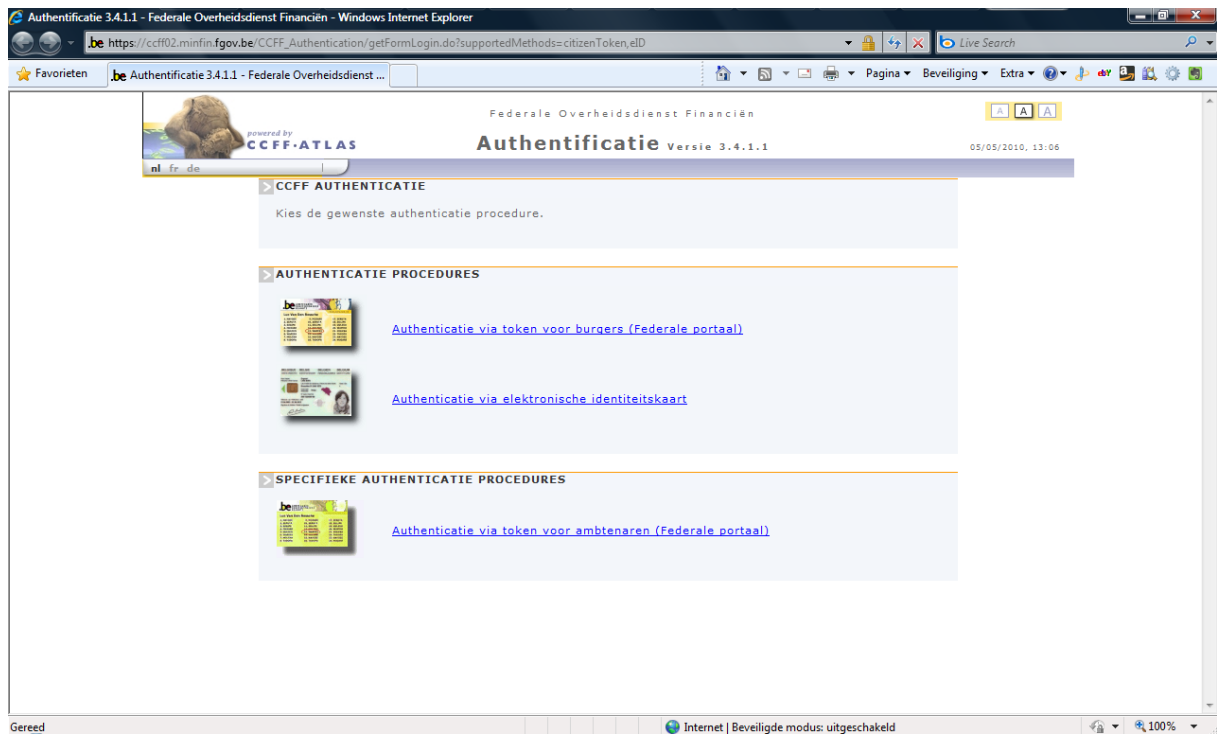 Authentificatie 3.4.1.1 - Federale Overheidsdienst Financiën - Windows Internet Explorer
.be https://ccff02.minfin.fgov.be/CCFF_Authentication/getFormLogin.do?supportedMethods=citizenToken,eID
Live Search
Favorieten
.be Authentificatie 3.4.1.1 - Federale Overheidsdienst ...
Pagina Beveiliging Extra
Federale Overheidsdienst Financiën
A A A
powered by
CCFF·ATLAS
Authentificatie Versie 3.4.1.1
05/05/2010, 13:06
nl fr de
CCFF AUTHENTICATIE
Kies de gewenste authenticatie procedure.
AUTHENTICATIE PROCEDURES
.be
Authenticatie via token voor burgers (Federale portaal)
Authenticatie via elektronische identiteitskaart
SPECIFIEKE AUTHENTICATIE PROCEDURES
.be
Authenticatie via token voor ambtenaren (Federale portaal)
Gereed
Internet | Beveiligde modus: uitgeschakeld
100%